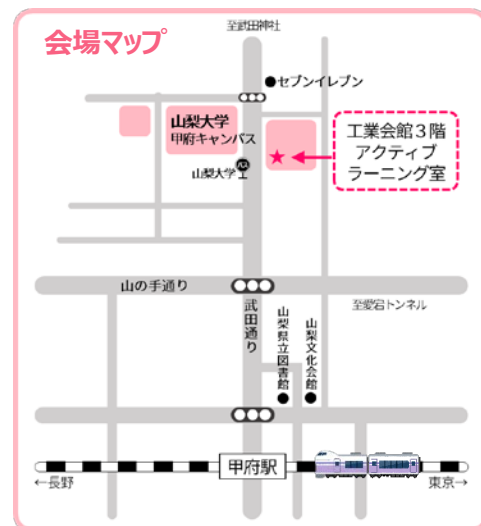 会場マップ
至武田神社
セブンイレブン
山梨大学
甲府キャンパス
工業会館3階
アクティブ
ラーニング室
バス
山梨大学
山の手通り
武田通り
至愛宕トンネル
山梨県立図書館
山梨文化会館
甲府駅
←長野
東京→